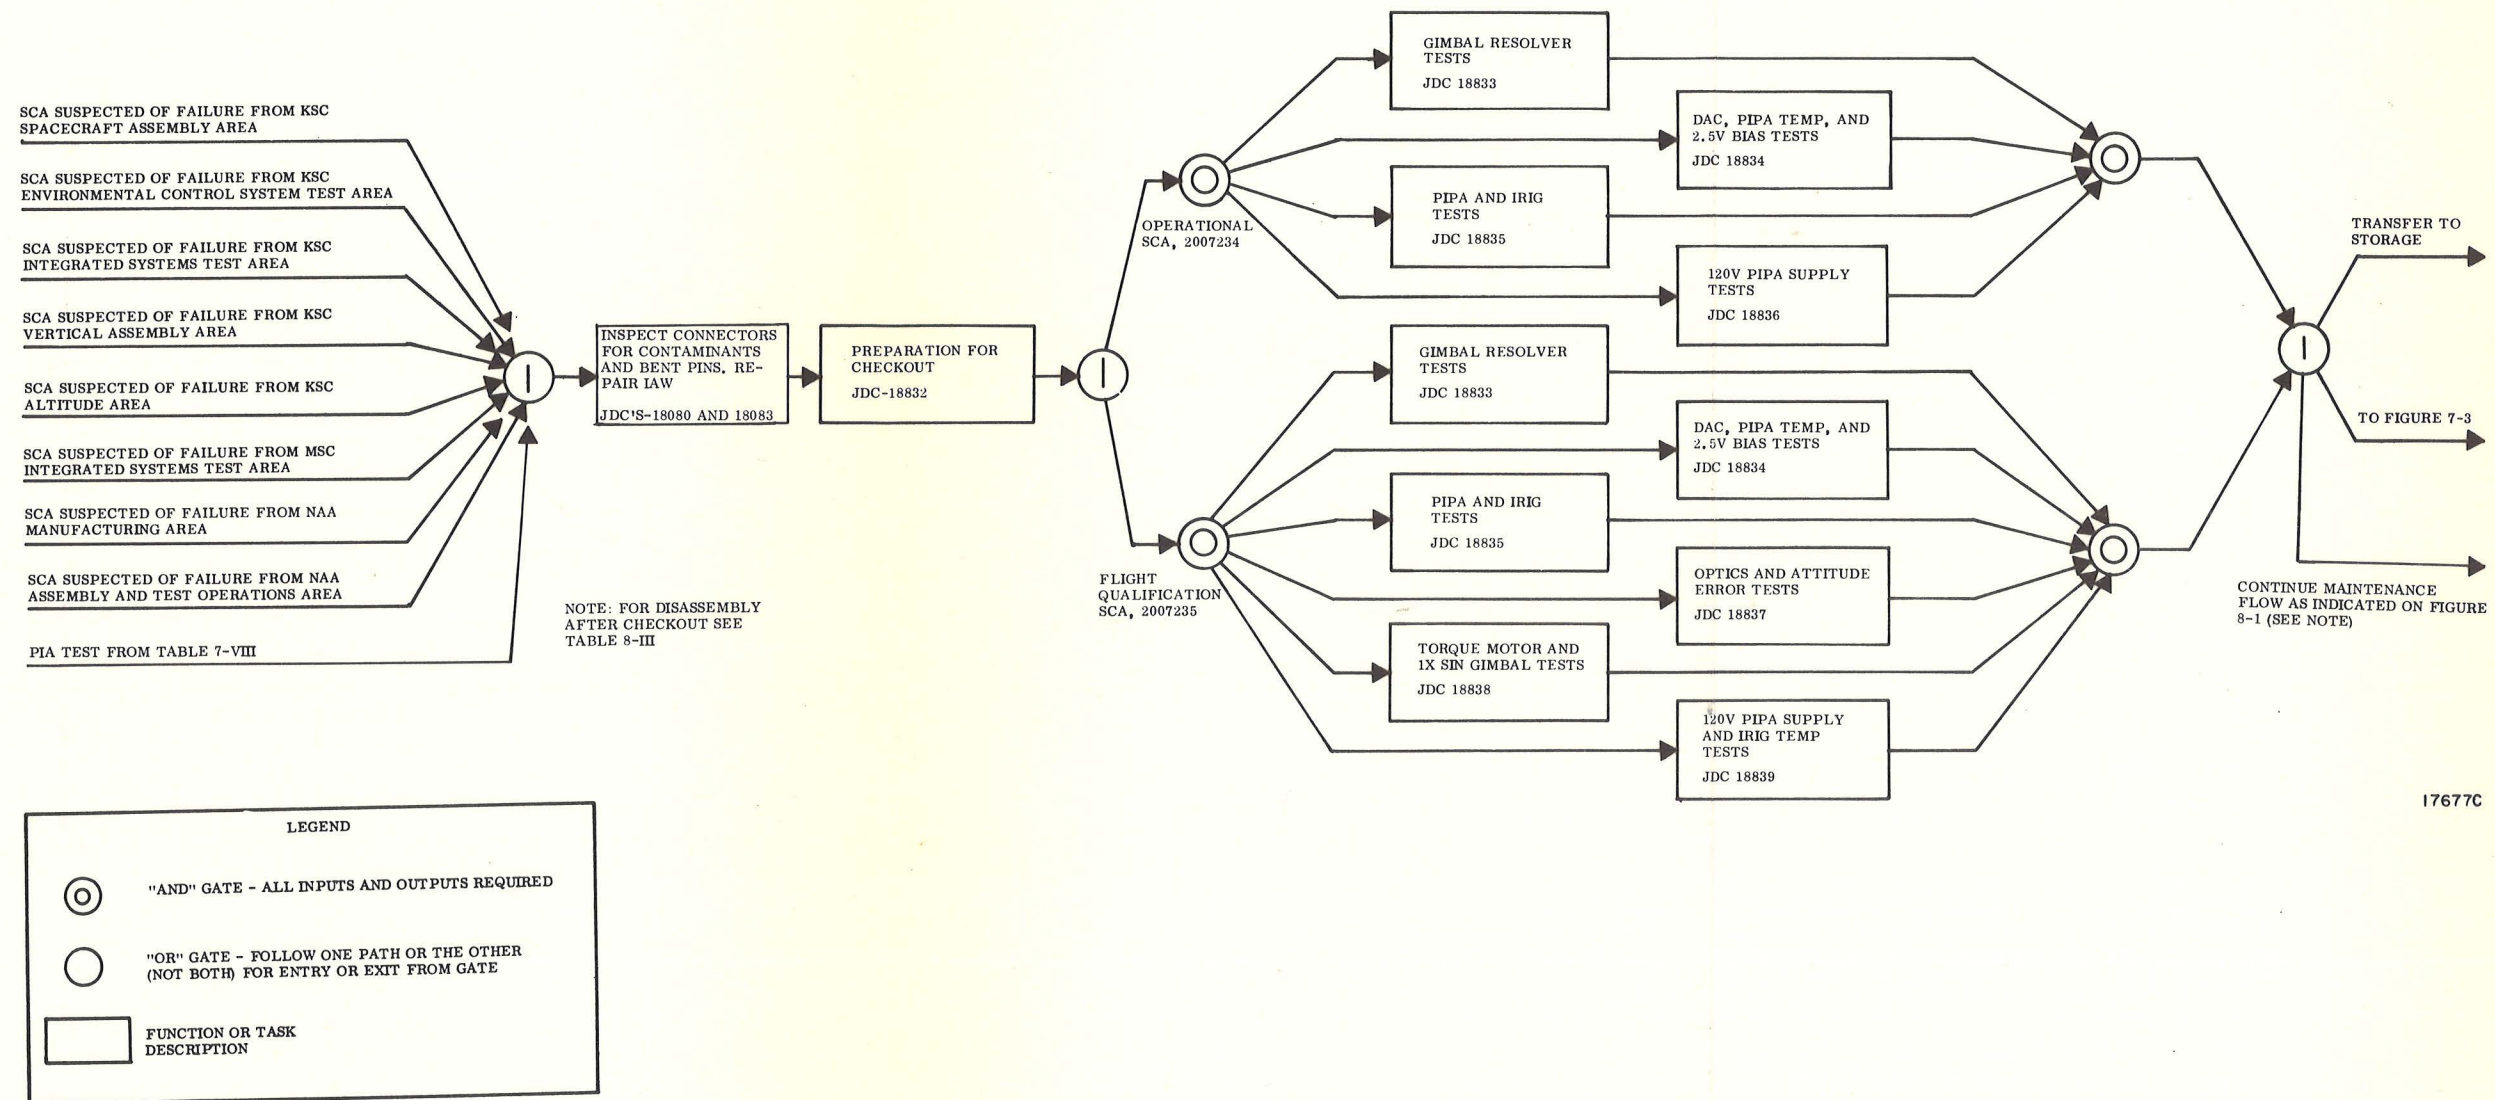 SCA SUSPECTED OF FAILURE FROM KSC
SPACECRAFT ASSEMBLY AREA
SCA SUSPECTED OF FAILURE FROM KSC
ENVIRONMENTAL CONTROL SYSTEM TEST AREA
SCA SUSPECTED OF FAILURE FROM KSC
INTEGRATED SYSTEMS TEST AREA
SCA SUSPECTED OF FAILURE FROM KSC
VERTICAL ASSEMBLY AREA
SCA SUSPECTED OF FAILURE FROM KSC
ALTITUDE AREA
SCA SUSPECTED OF FAILURE FROM MSC
INTEGRATED SYSTEMS TEST AREA
SCA SUSPECTED OF FAILURE FROM NAA
MANUFACTURING AREA
SCA SUSPECTED OF FAILURE FROM NAA
ASSEMBLY AND TEST OPERATIONS AREA
PIA TEST FROM TABLE 7-VIII
INSPECT CONNECTORS
FOR CONTAMINANTS
AND BENT PINS. RE-
PAIR IAW
JDC'S-18080 AND 18083
PREPARATION FOR
CHECKOUT
JDC-18832
NOTE: FOR DISASSEMBLY
AFTER CHECKOUT SEE
TABLE 8-III
OPERATIONAL
SCA, 2007234
GIMBAL RESOLVER
TESTS
JDC 18833
DAC, PIPA TEMP, AND
2.5V BIAS TESTS
JDC 18834
PIPA AND IRIG
TESTS
JDC 18835
120V PIPA SUPPLY
TESTS
JDC 18836
FLIGHT
QUALIFICATION
SCA, 2007235
GIMBAL RESOLVER
TESTS
JDC 18833
DAC, PIPA TEMP, AND
2.5V BIAS TESTS
JDC 18834
PIPA AND IRIG
TESTS
JDC 18835
OPTICS AND ATTITUDE
ERROR TESTS
JDC 18837
TORQUE MOTOR AND
1X SIN GIMBAL TESTS
JDC 18838
120V PIPA SUPPLY
AND IRIG TEMP
TESTS
JDC 18839
TRANSFER TO
STORAGE
TO FIGURE 7-3
CONTINUE MAINTENANCE
FLOW AS INDICATED ON FIGURE
8-1 (SEE NOTE)
17677C
LEGEND
"AND" GATE - ALL INPUTS AND OUTPUTS REQUIRED
"OR" GATE - FOLLOW ONE PATH OR THE OTHER
(NOT BOTH) FOR ENTRY OR EXIT FROM GATE
FUNCTION OR TASK
DESCRIPTION